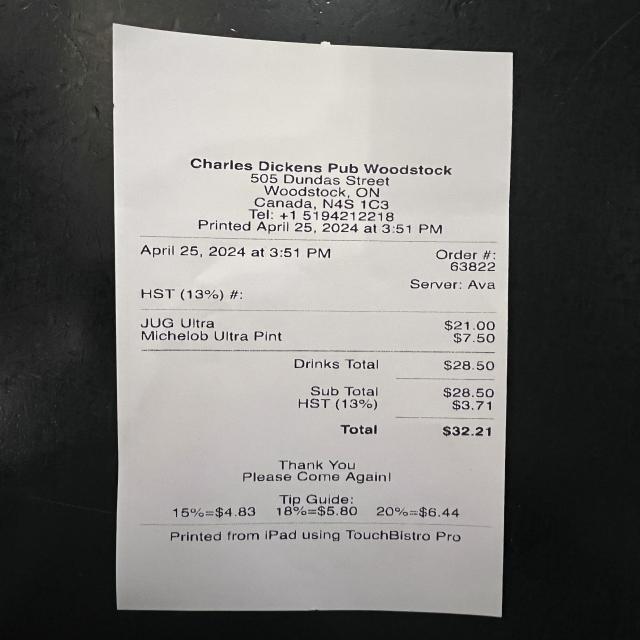 Charles Dickens Pub Woodstock
505 Dundas Street
Woodstock, ON
Canada, N4S 1C3
Tel: +1 5194212218
Printed April 25, 2024 at 3:51 PM
April 25, 2024 at 3:51 PM Order #:
63822
Server: Ava
HST (13%) #:
JUG Ultra $21.00
Michelob Ultra Pint $7.50
Drinks Total $28.50
Sub Total $28.50
HST (13%) $3.71
Total $32.21
Thank You
Please Come Again!
Tip Guide:
15%=$4.83 18%=$5.80 20%=$6.44
Printed from iPad using TouchBistro Pro